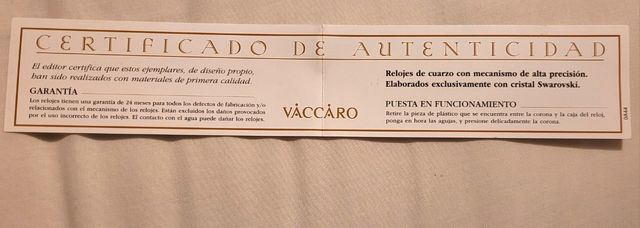 CERTIFICADO DE AUTENTICIDAD
El editor certifica que estos ejemplares, de diseño propio,
han sido realizados con materiales de primera calidad.
GARANTÍA
Los relojes tienen una garantía de 24 meses para todos los defectos de fabricación y/o
relacionados con el mecanismo de los relojes. Están excluidos los daños provocados
por el uso incorrecto de los relojes. El contacto con el agua puede dañar los relojes.
VÁCCÀRO
Relojes de cuarzo con mecanismo de alta precisión.
Elaborados exclusivamente con cristal Swarovski.
PUESTA EN FUNCIONAMIENTO
Retire la pieza de plástico que se encuentra entre la corona y la caja del reloj,
ponga en hora las agujas, y presione delicadamente la corona.
0A44